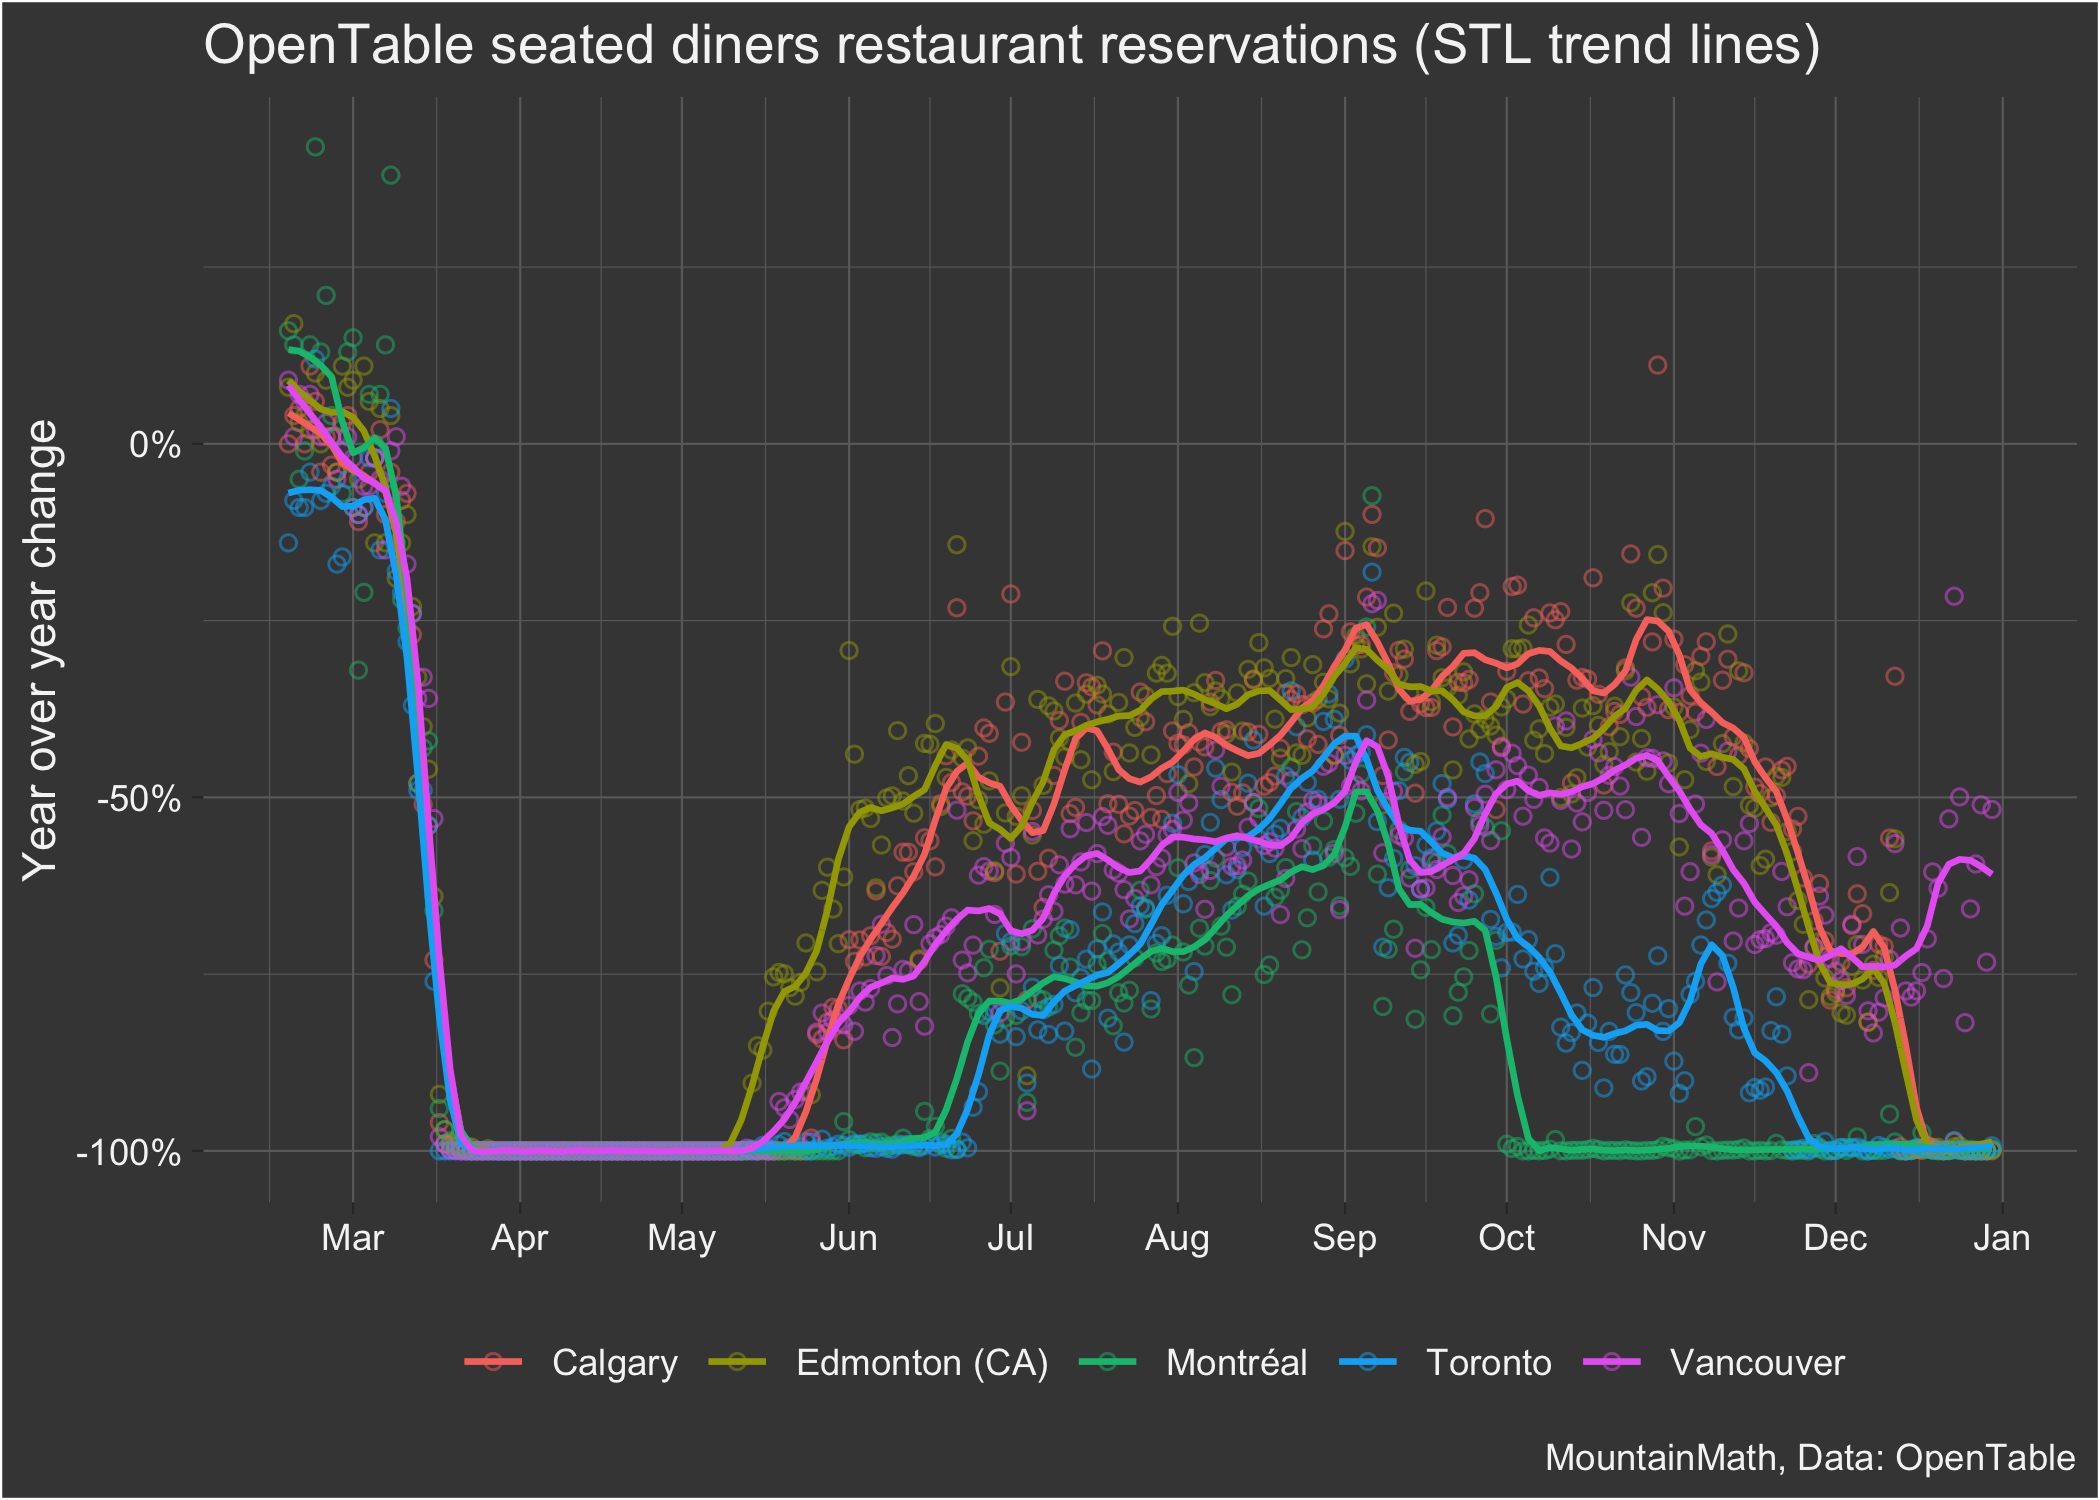 OpenTable seated diners restaurant reservations (STL trend lines)
Year over year change
0%
-50%
-100%
Mar Apr May Jun Jul Aug Sep Oct Nov Dec Jan
Calgary Edmonton (CA) Montréal Toronto Vancouver
MountainMath, Data: OpenTable